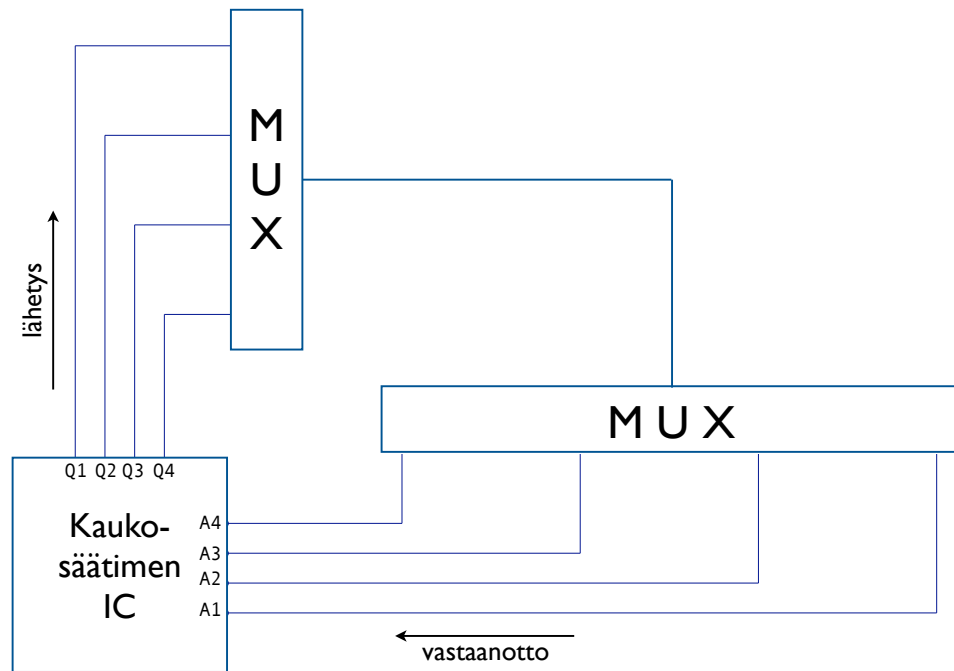 M
U
X
lähetys
M U X
Q1 Q2 Q3 Q4
Kauko-
säätimen
IC
A4
A3
A2
A1
vastaanotto